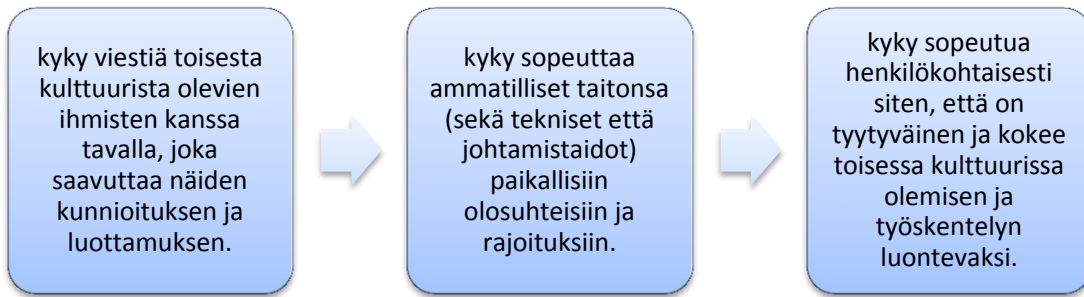 kyky viestiä toisesta
kulttuurista olevien
ihmisten kanssa
tavalla, joka
saavuttaa näiden
kunnioituksen ja
luottamuksen.
kyky sopeuttaa
ammatilliset taitonsa
(sekä tekniset että
johtamistaidot)
paikallisiin
olosuhteisiin ja
rajoituksiin.
kyky sopeutua
henkilökohtaisesti
siten, että on
tyytyväinen ja kokee
toisessa kulttuurissa
olemisen ja
työskentelyn
luontevaksi.